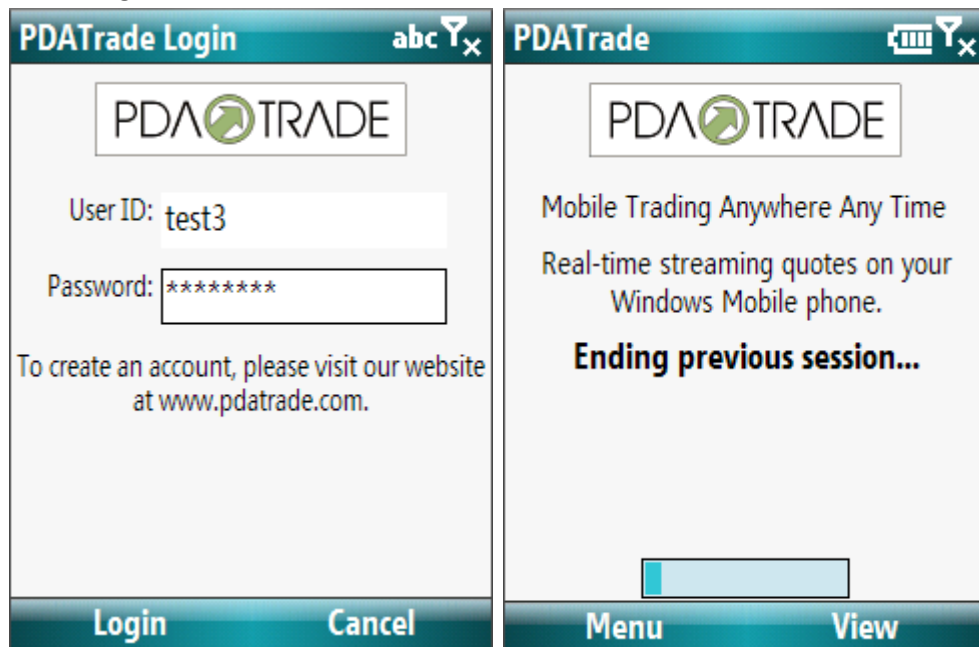 PDATrade Login abc
PDA TRADE
User ID: test3
Password: ********
To create an account, please visit our website
at www.pdatrade.com.
Login Cancel
PDATrade
PDA TRADE
Mobile Trading Anywhere Any Time
Real-time streaming quotes on your
Windows Mobile phone.
Ending previous session...
Menu View